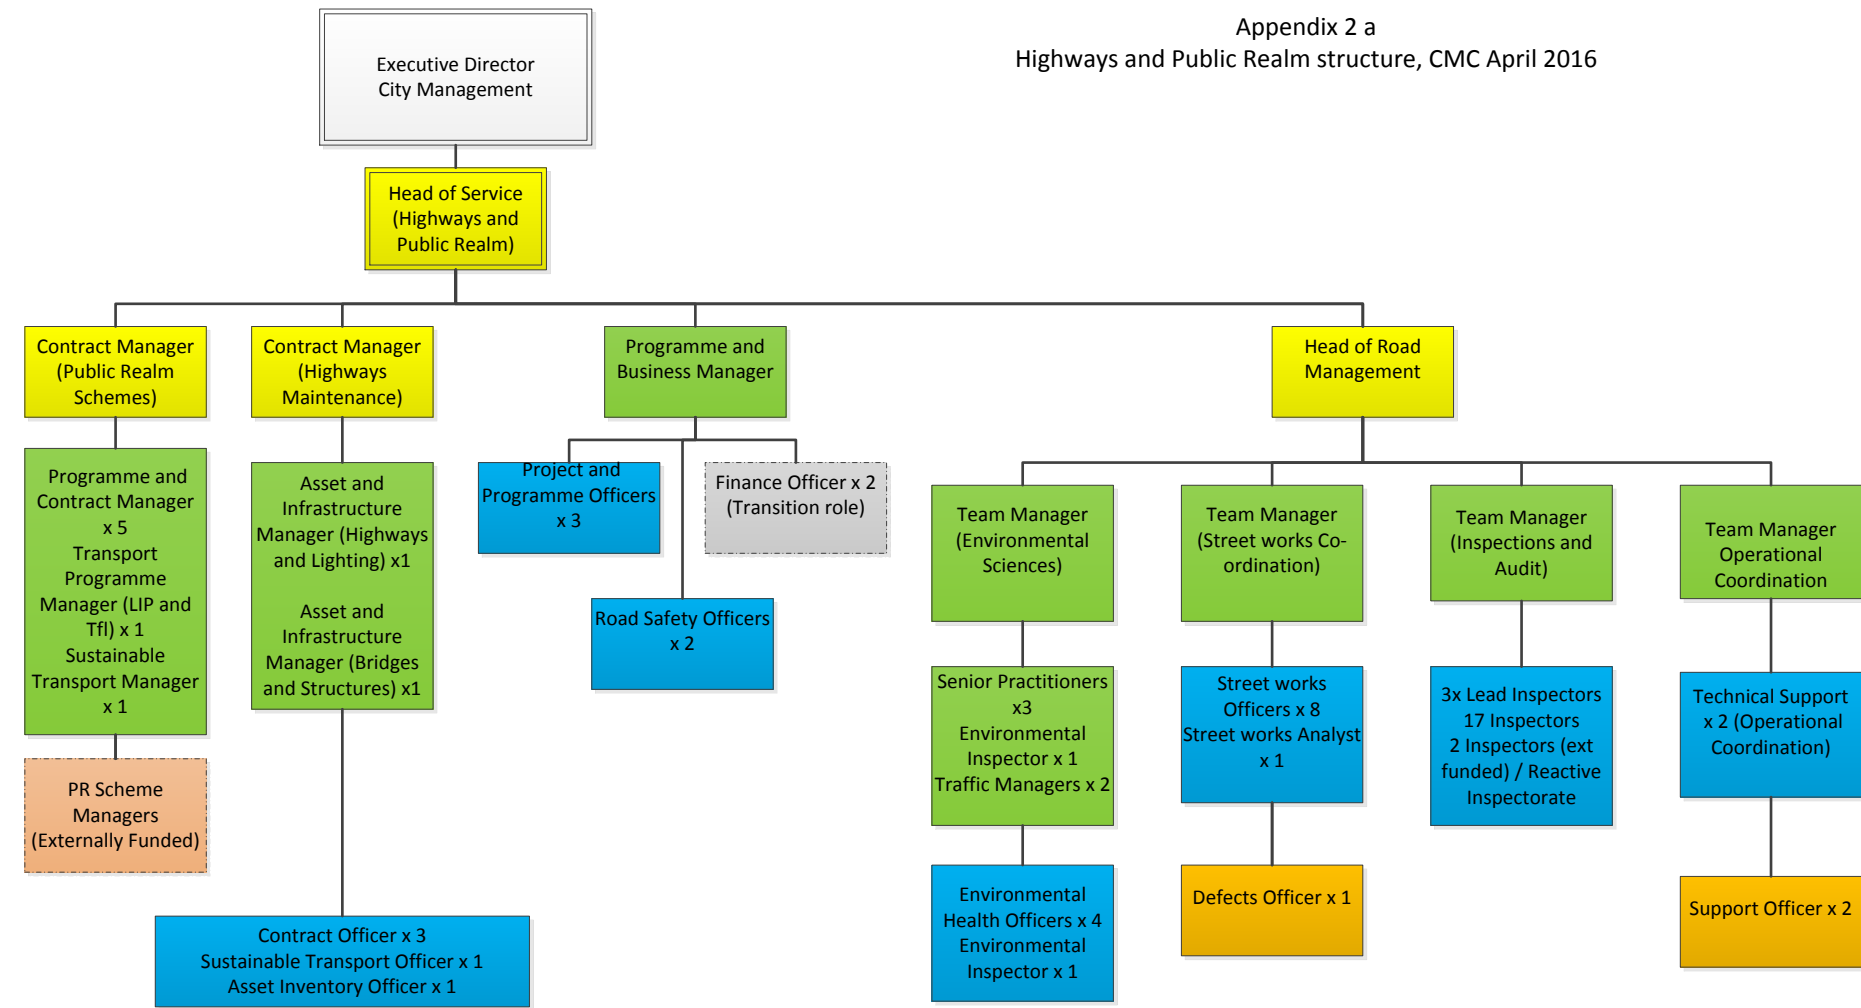 Appendix 2 a
Highways and Public Realm structure, CMC April 2016
Executive Director
City Management
Head of Service
(Highways and
Public Realm)
Contract Manager
(Public Realm
Schemes)
Contract Manager
(Highways
Maintenance)
Programme and
Business Manager
Head of Road
Management
Programme and
Contract Manager
x 5
Transport
Programme
Manager (LIP and
Tfl) x 1
Sustainable
Transport Manager
x 1
Asset and
Infrastructure
Manager (Highways
and Lighting) x1
Asset and
Infrastructure
Manager (Bridges
and Structures) x1
Project and
Programme Officers
x 3
Finance Officer x 2
(Transition role)
Road Safety Officers
x 2
Team Manager
(Environmental
Sciences)
Team Manager
(Street works Co-
ordination)
Team Manager
(Inspections and
Audit)
Team Manager
Operational
Coordination
Senior Practitioners
x3
Environmental
Inspector x 1
Traffic Managers x 2
Street works
Officers x 8
Street works Analyst
x 1
3x Lead Inspectors
17 Inspectors
2 Inspectors (ext
funded) / Reactive
Inspectorate
Technical Support
x 2 (Operational
Coordination)
PR Scheme
Managers
(Externally Funded)
Contract Officer x 3
Sustainable Transport Officer x 1
Asset Inventory Officer x 1
Environmental
Health Officers x 4
Environmental
Inspector x 1
Defects Officer x 1
Support Officer x 2